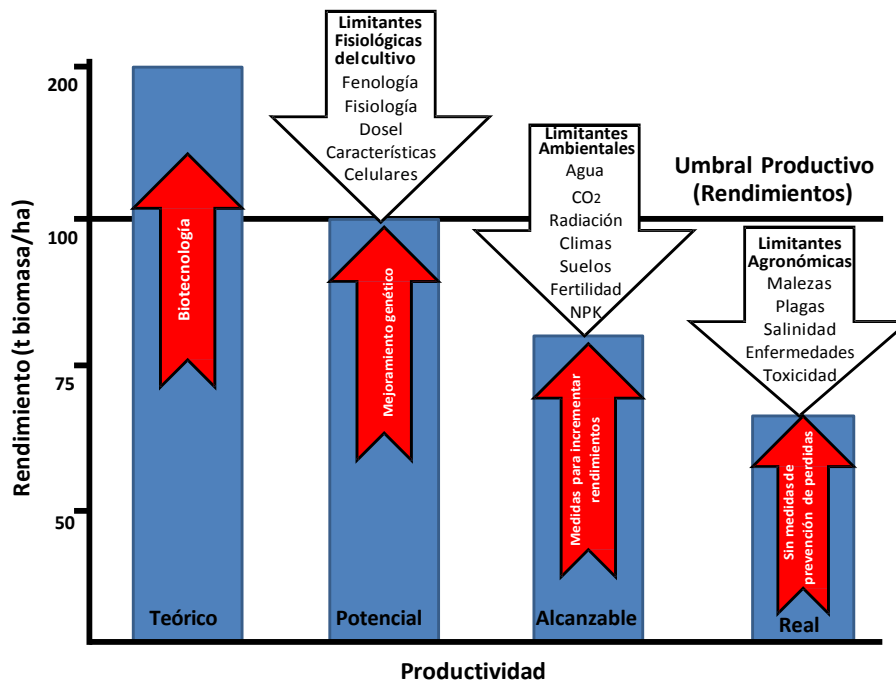 Rendimiento (t biomasa/ha)
200
100
75
50
Biotecnología
Teórico
Limitantes
Fisiológicas
del cultivo
Fenología
Fisiología
Dosel
Características
Celulares
Mejoramiento genético
Potencial
Limitantes
Ambientales
Agua
CO2
Radiación
Climas
Suelos
Fertilidad
NPK
Medidas para incrementar
rendimientos
Alcanzable
Umbral Productivo
(Rendimientos)
Limitantes
Agronómicas
Malezas
Plagas
Salinidad
Enfermedades
Toxicidad
Sin medidas de
prevención de perdidas
Real
Productividad